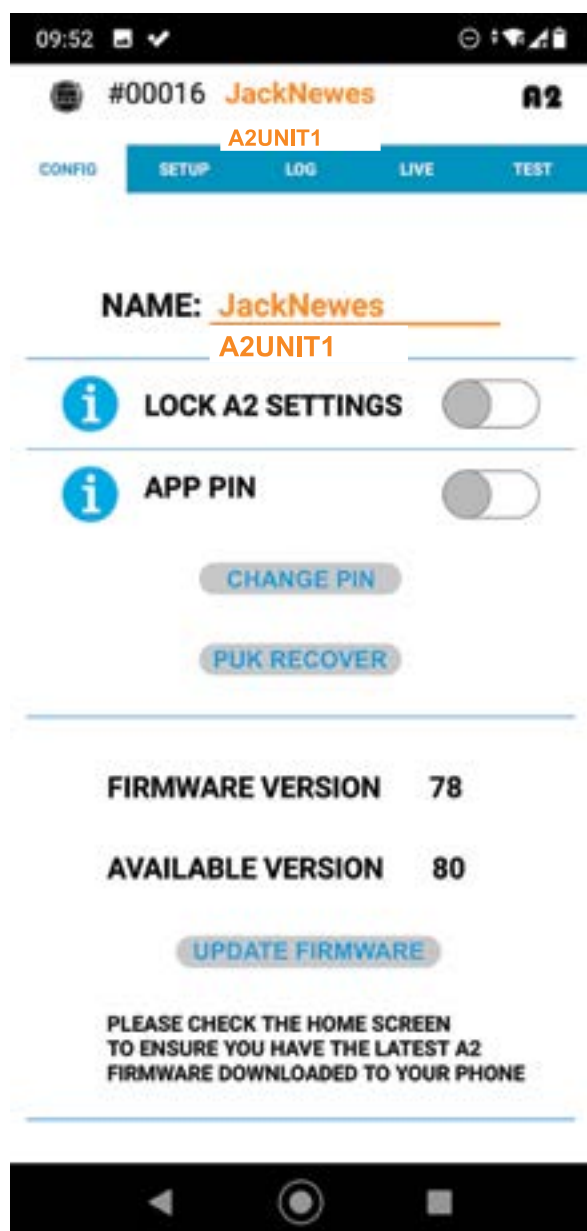 09:52
#00016 JackNewes A2
A2UNIT1
CONFIG SETUP LOG LIVE TEST
NAME: JackNewes
A2UNIT1
LOCK A2 SETTINGS
APP PIN
CHANGE PIN
PUK RECOVER
FIRMWARE VERSION 78
AVAILABLE VERSION 80
UPDATE FIRMWARE
PLEASE CHECK THE HOME SCREEN
TO ENSURE YOU HAVE THE LATEST A2
FIRMWARE DOWNLOADED TO YOUR PHONE